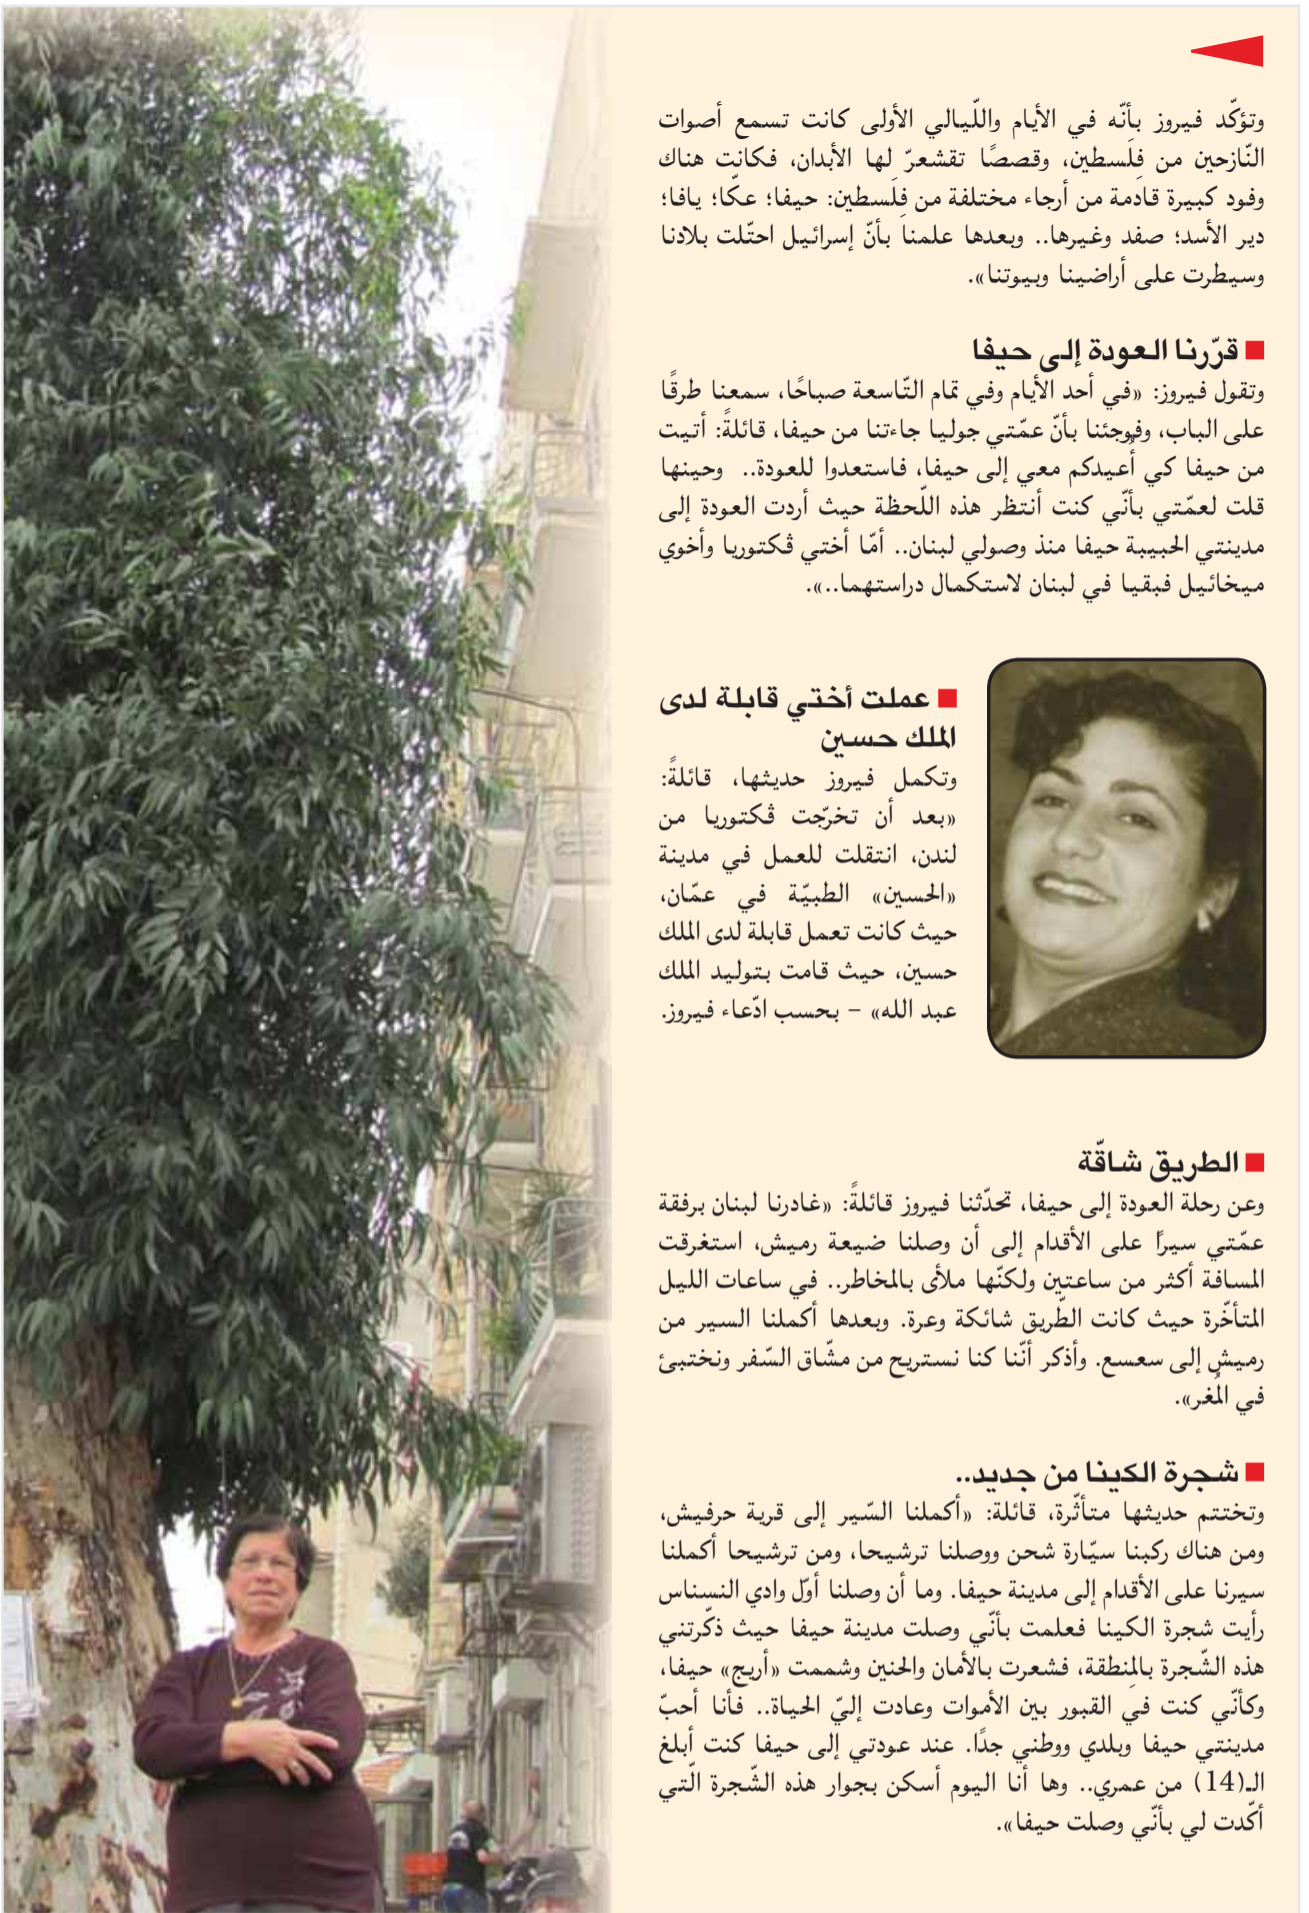 وتؤكّد فيروز بأنّه في الأيام واللّيالي الأولى كانت تسمع أصوات
النّازحين من فِلَسطين، وقصصًا تقشعرّ لها الأبدان، فكانت هناك
وفود كبيرة قادمة من أرجاء مختلفة من فِلَسطين: حيفا؛ عكّا؛ يافا؛
دير الأسد؛ صفد وغيرها.. وبعدها علمنا بأنّ إسرائيل احتّلت بلادنا
وسيطرت على أراضينا وبيوتنا».
■ قرّرنا العودة إلى حيفا
وتقول فيروز: «في أحد الأيام وفي تمام التّاسعة صباحًا، سمعنا طرقًا
على الباب، وفوجئنا بأنّ عمّتي جوليا جاءتنا من حيفا، قائلةً: أتيت
من حيفا كي أُعيدكم معي إلى حيفا، فاستعدوا للعودة.. وحينها
قلت لعمّتي بأنّي كنت أنتظر هذه اللّحظة حيث أردت العودة إلى
مدينتي الحبيبة حيفا منذ وصولي لبنان.. أمّا أختي ڤكتوريا وأخوي
ميخائيل فبقيا في لبنان لاستكمال دراستهما..».
■ عملت أختي قابلة لدى
الملك حسين
وتكمل فيروز حديثها، قائلةً:
«بعد أن تخرّجت ڤكتوريا من
لندن، انتقلت للعمل في مدينة
«الحسين» الطبيّة في عمّان،
حيث كانت تعمل قابلة لدى الملك
حسين، حيث قامت بتوليد الملك
عبد الله» – بحسب ادّعاء فيروز.
■ الطريق شاقّة
وعن رحلة العودة إلى حيفا، تحدّثنا فيروز قائلةً: «غادرنا لبنان برفقة
عمّتي سيرًا على الأقدام إلى أن وصلنا ضيعة رميش، استغرقت
المسافة أكثر من ساعتين ولكنّها ملأى بالمخاطر.. في ساعات الليل
المتأخّرة حيث كانت الطّريق شائكة وعرة. وبعدها أكملنا السير من
رميش إلى سعسع. وأذكر أنّنا كنا نستريح من مشّاق السّفر ونختبئ
في المُغر».
■ شجرة الكينا من جديد..
وتختتم حديثها متأثّرة، قائلة: «أكملنا السّير إلى قرية حرفيش،
ومن هناك ركبنا سيّارة شحن ووصلنا ترشيحا، ومن ترشيحا أكملنا
سيرنا على الأقدام إلى مدينة حيفا. وما أن وصلنا أوّل وادي النسناس
رأيت شجرة الكينا فعلمت بأنّي وصلت مدينة حيفا حيث ذكّرتني
هذه الشّجرة بالمِنطقة، فشعرت بالأمان والحنين وشممت «أريج» حيفا،
وكأنّي كنت في القبور بين الأموات وعادت إليّ الحياة.. فأنا أحبّ
مدينتي حيفا وبلدي ووطني جدًا. عند عودتي إلى حيفا كنت أبلغ
الـ(14) من عمري.. وها أنا اليوم أسكن بجوار هذه الشّجرة الّتي
أكّدت لي بأنّي وصلت حيفا».